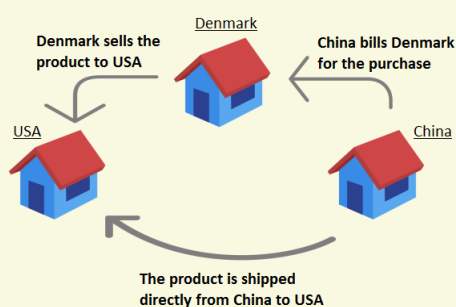 Denmark
Denmark sells the
product to USA
China bills Denmark
for the purchase
USA
China
The product is shipped
directly from China to USA